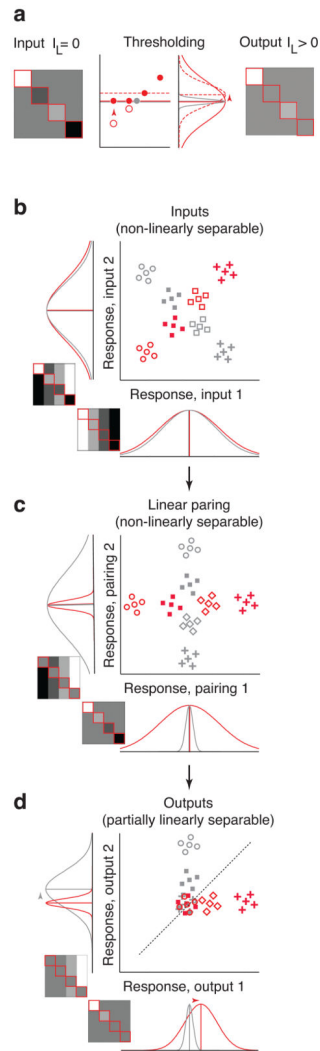 a
Input I_L = 0
Thresholding
Output I_L > 0
b
Inputs
(non-linearly separable)
Response, input 2
Response, input 1
c
Linear paring
(non-linearly separable)
Response, pairing 2
Response, pairing 1
d
Outputs
(partially linearly separable)
Response, output 2
Response, output 1